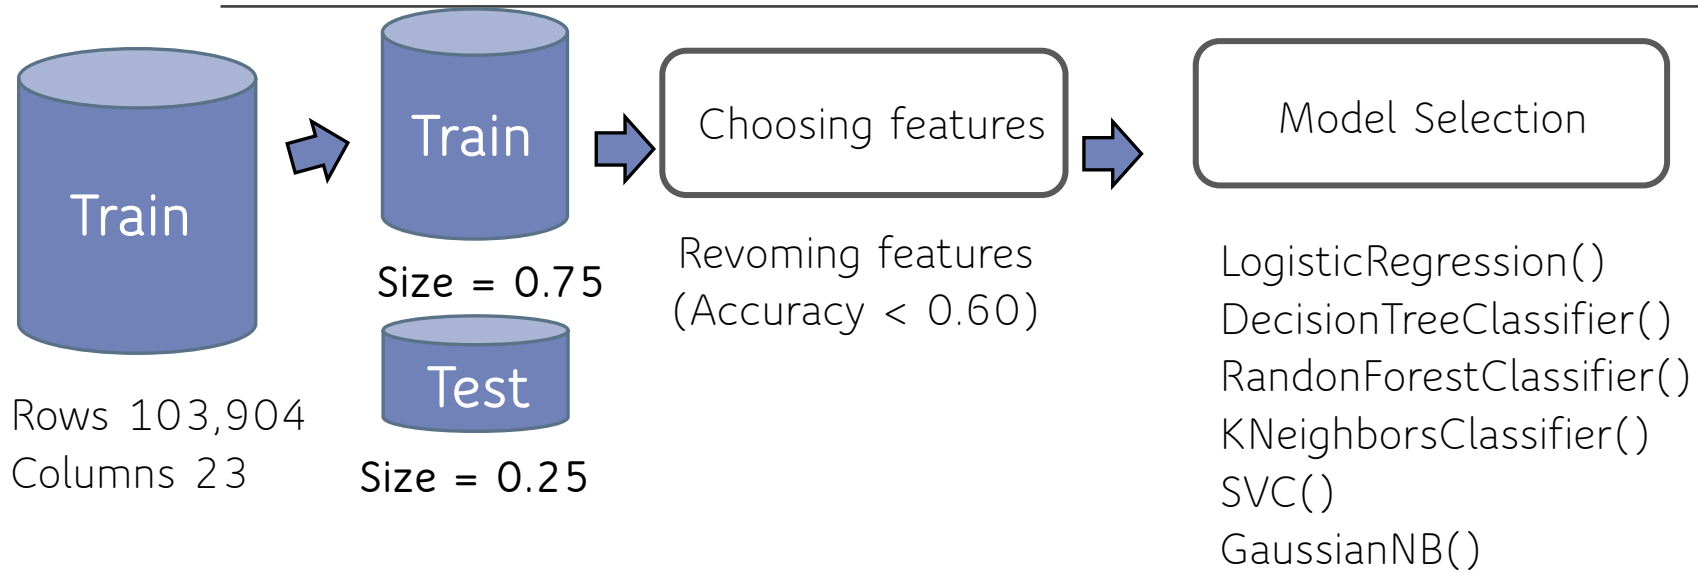 Train
Rows 103,904
Columns 23
Train
Size = 0.75
Test
Size = 0.25
Choosing features
Revoming features
(Accuracy < 0.60)
Model Selection
LogisticRegression()
DecisionTreeClassifier()
RandonForestClassifier()
KNeighborsClassifier()
SVC()
GaussianNB()